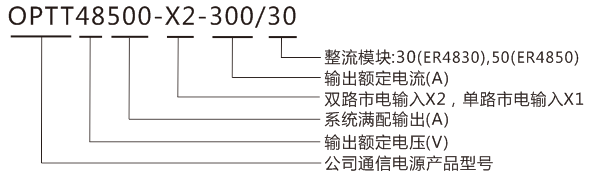 OPTT48500-X2-300/30
整流模块:30(ER4830),50(ER4850)
输出额定电流(A)
双路市电输入X2，单路市电输入X1
系统满配输出(A)
输出额定电压(V)
公司通信电源产品型号